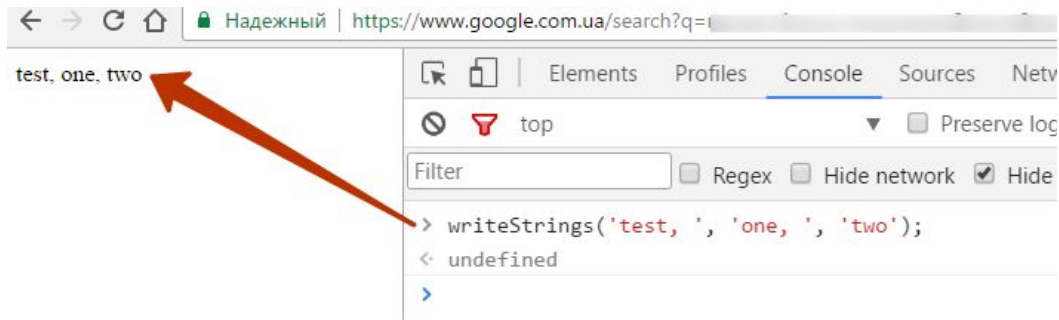 Надежный | https://www.google.com.ua/search?q=
test, one, two
Elements Profiles Console Sources Netw
top Preserve log
Filter Regex Hide network Hide
> writeStrings('test, ', 'one, ', 'two');
undefined
>